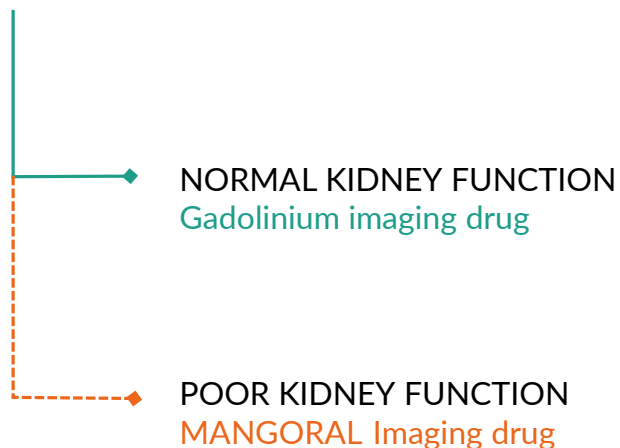 NORMAL KIDNEY FUNCTION
Gadolinium imaging drug
POOR KIDNEY FUNCTION
MANGORAL Imaging drug